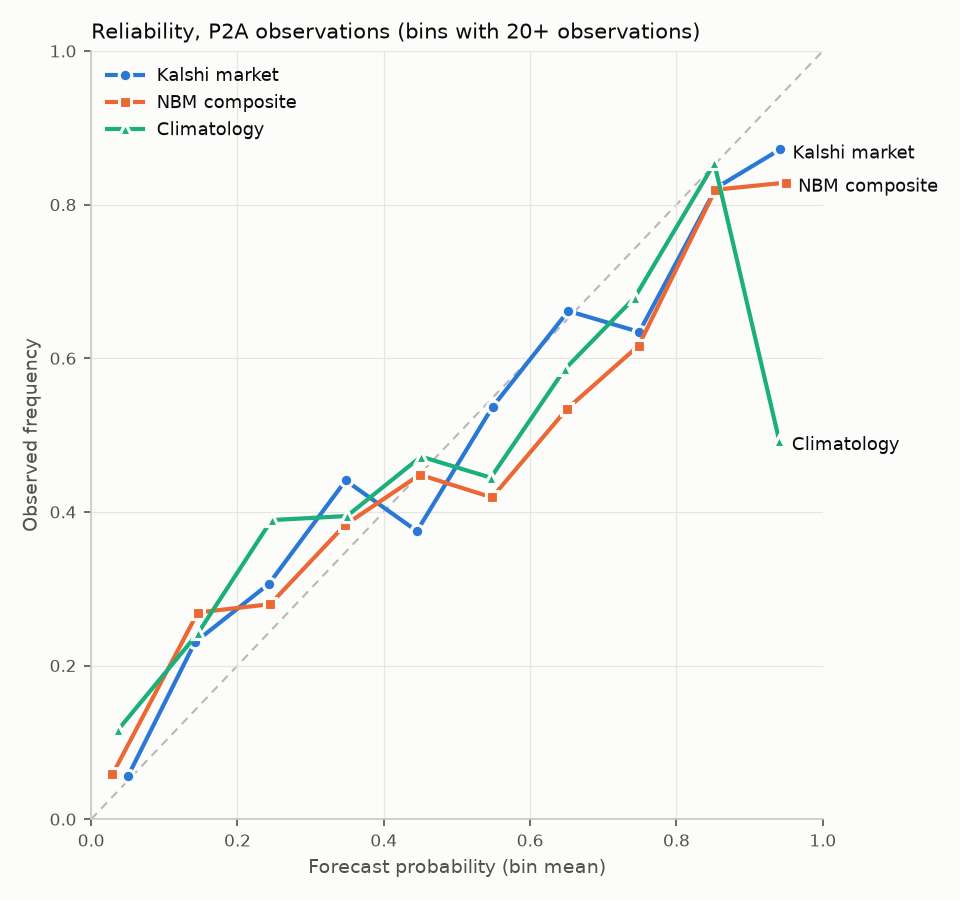 Reliability, P2A observations (bins with 20+ observations)
1.0
Kalshi market
NBM composite
Climatology
Kalshi market
NBM composite
0.8
0.6
Observed frequency
Climatology
0.4
0.2
0.0
0.0 0.2 0.4 0.6 0.8 1.0
Forecast probability (bin mean)